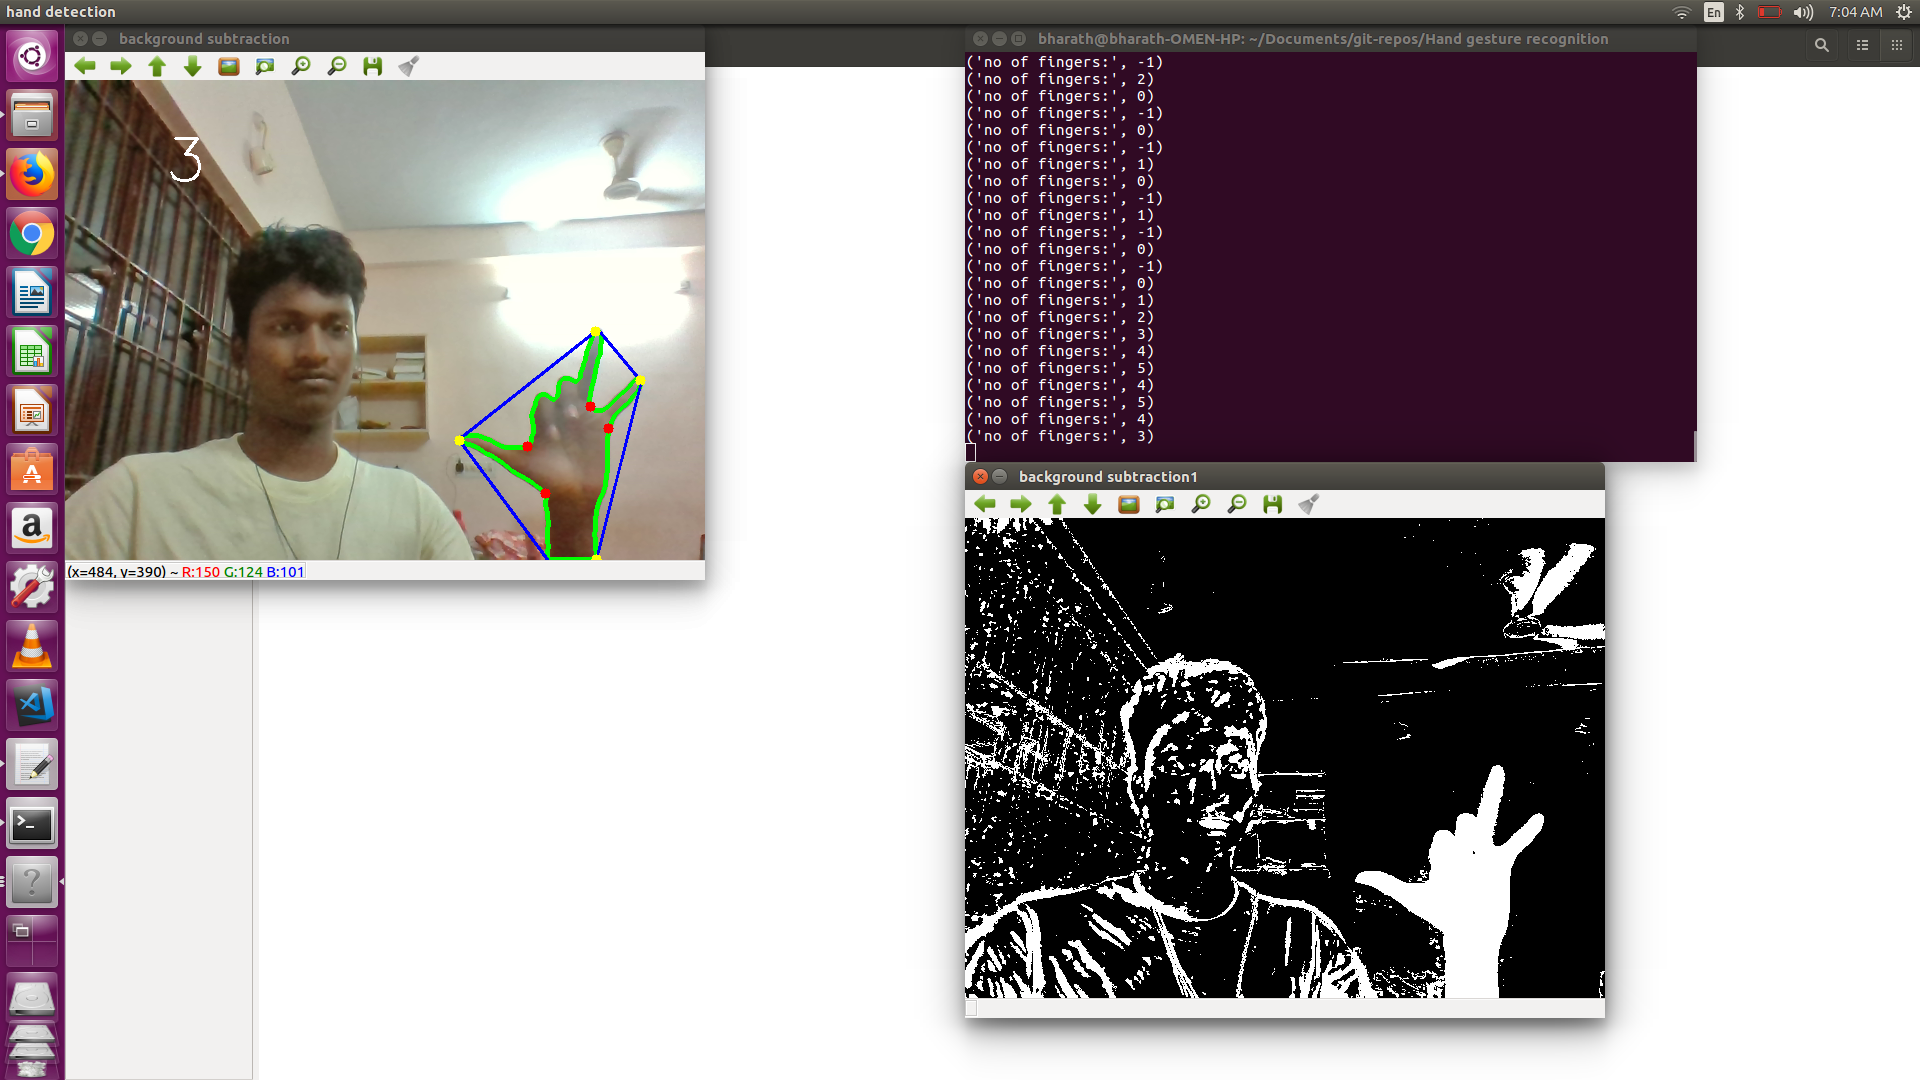 hand detection
En
7:04 AM
background subtraction
3
(x=484, y=390) ~ R:150 G:124 B:101
bharath@bharath-OMEN-HP: ~/Documents/git-repos/Hand gesture recognition
('no of fingers:', -1)
('no of fingers:', 2)
('no of fingers:', 0)
('no of fingers:', -1)
('no of fingers:', 0)
('no of fingers:', -1)
('no of fingers:', 1)
('no of fingers:', 0)
('no of fingers:', -1)
('no of fingers:', 1)
('no of fingers:', -1)
('no of fingers:', 0)
('no of fingers:', -1)
('no of fingers:', 0)
('no of fingers:', 1)
('no of fingers:', 2)
('no of fingers:', 3)
('no of fingers:', 4)
('no of fingers:', 5)
('no of fingers:', 4)
('no of fingers:', 5)
('no of fingers:', 4)
('no of fingers:', 3)
background subtraction1